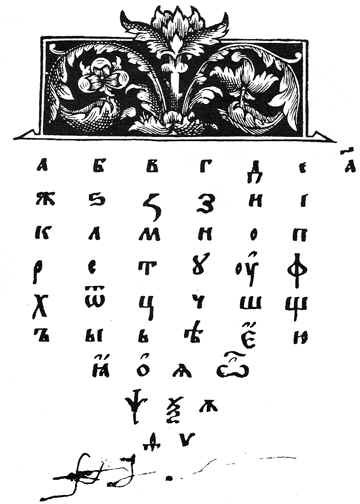 а б в г д е а҃
ж ѕ ꙁ з и і
к л м н о п
р с т ꙋ оу҆ ф
х ѿ ц ч ш щ
ъ ы ь ѣ є҆ ю
ꙗ҆ о҆ ѧ ѽ
ѱ ѯ ѫ
ѵ